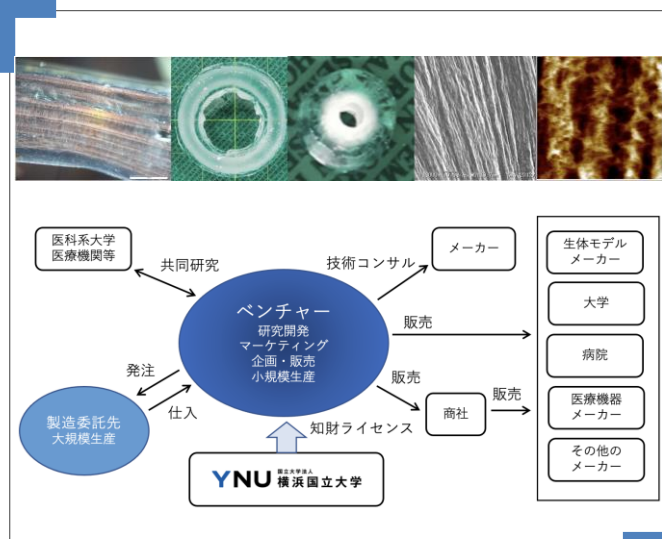 医科系大学
医療機関等
共同研究
技術コンサル
メーカー
生体モデル
メーカー
ベンチャー
研究開発
マーケティング
企画・販売
小規模生産
販売
大学
病院
発注
仕入
製造委託先
大規模生産
販売
商社
販売
医療機器
メーカー
知財ライセンス
その他の
メーカー
YNU 国立大学法人
横浜国立大学